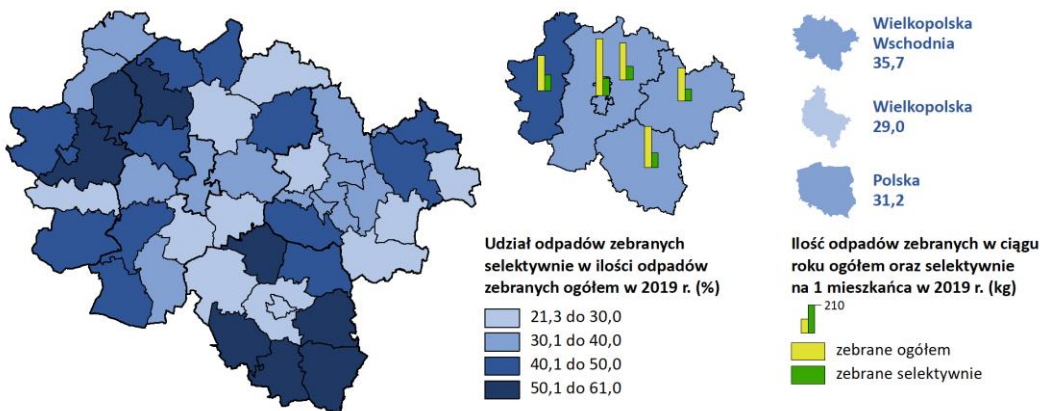 Wielkopolska
Wschodnia
35,7
Wielkopolska
29,0
Polska
31,2
Udział odpadów zebranych
selektywnie w ilości odpadów
zebranych ogółem w 2019 r. (%)
21,3 do 30,0
30,1 do 40,0
40,1 do 50,0
50,1 do 61,0
Ilość odpadów zebranych w ciągu
roku ogółem oraz selektywnie
na 1 mieszkańca w 2019 r. (kg)
210
zebrane ogółem
zebrane selektywnie